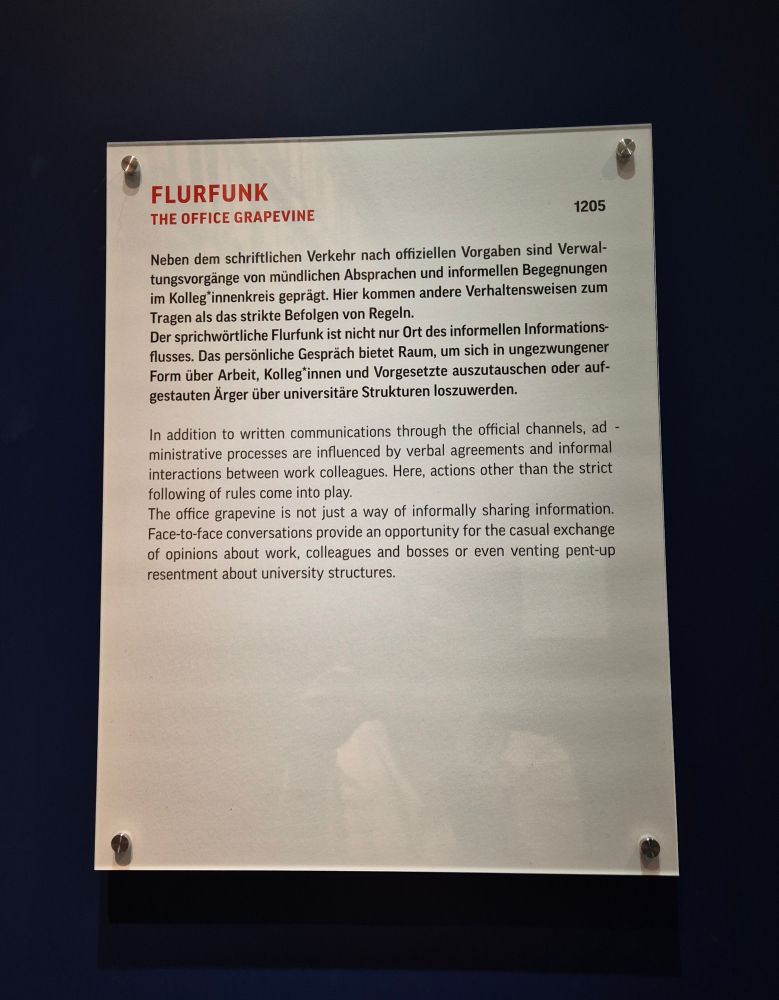 FLURFUNK
THE OFFICE GRAPEVINE
1205
Neben dem schriftlichen Verkehr nach offiziellen Vorgaben sind Verwal-
tungsvorgänge von mündlichen Absprachen und informellen Begegnungen
im Kolleg*innenkreis geprägt. Hier kommen andere Verhaltensweisen zum
Tragen als das strikte Befolgen von Regeln.
Der sprichwörtliche Flurfunk ist nicht nur Ort des informellen Informations-
flusses. Das persönliche Gespräch bietet Raum, um sich in ungezwungener
Form über Arbeit, Kolleg*innen und Vorgesetzte auszutauschen oder auf-
gestauten Ärger über universitäre Strukturen loszuwerden.
In addition to written communications through the official channels, ad -
ministrative processes are influenced by verbal agreements and informal
interactions between work colleagues. Here, actions other than the strict
following of rules come into play.
The office grapevine is not just a way of informally sharing information.
Face-to-face conversations provide an opportunity for the casual exchange
of opinions about work, colleagues and bosses or even venting pent-up
resentment about university structures.